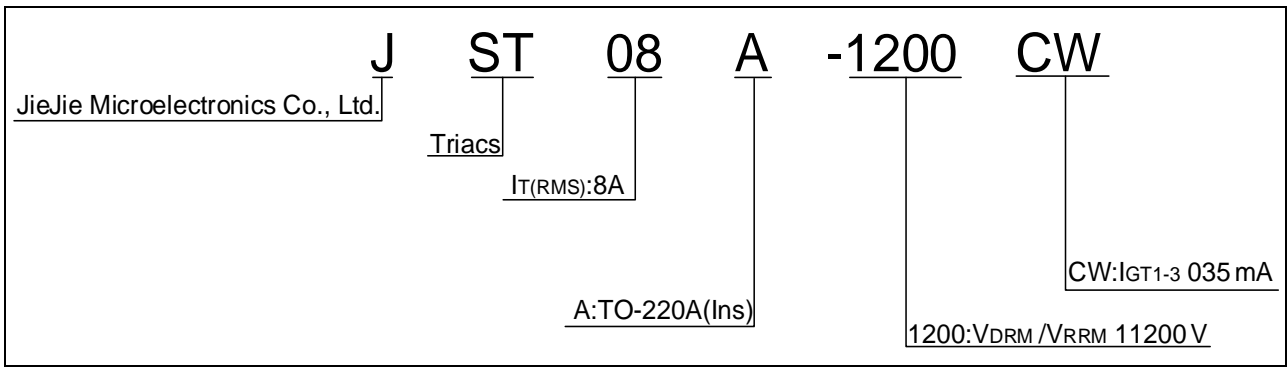 J ST 08 A -1200 CW
JieJie Microelectronics Co., Ltd.
Triacs
IT(RMS):8A
CW:IGT1-3 035 mA
A:TO-220A(Ins)
1200:VDRM /VRRM 11200 V